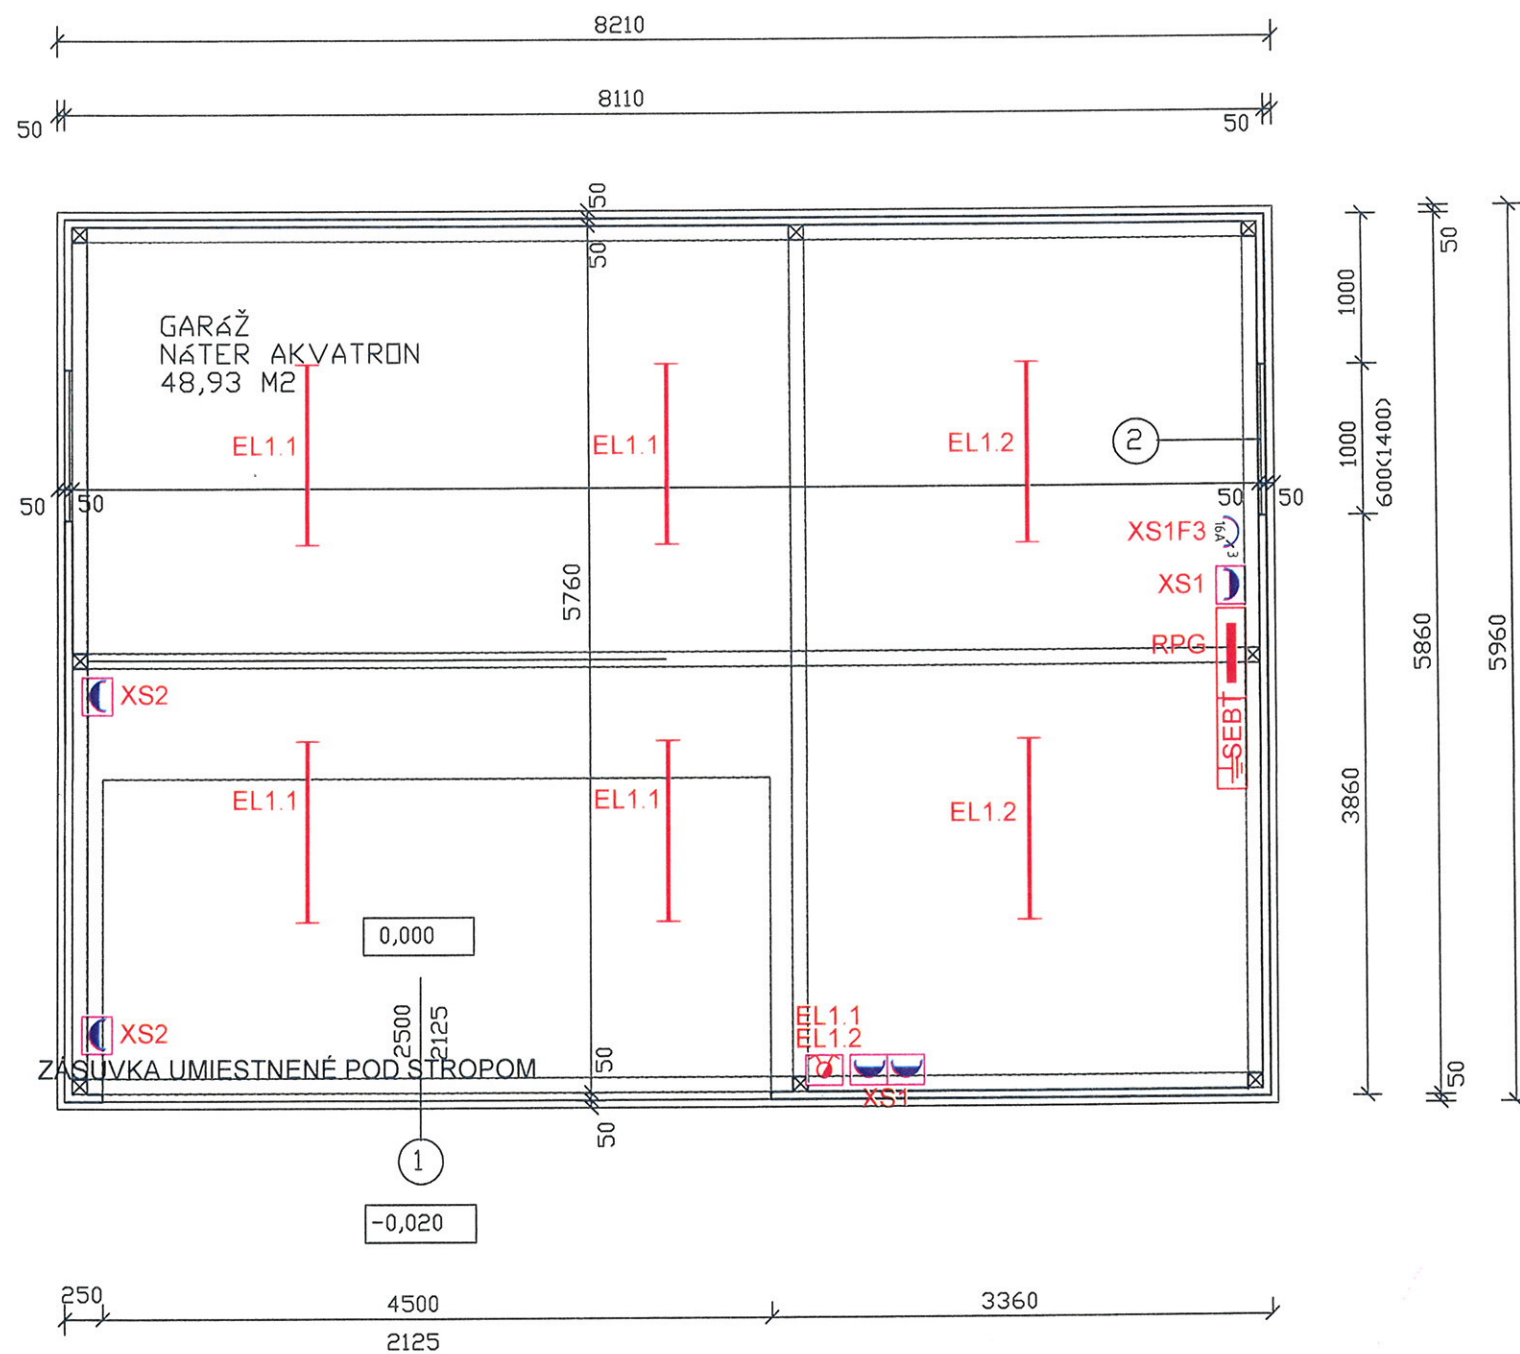 8210
8110
50
50
50
50
GARáŽ
NáTER AKVATRON
48,93 M2
EL1.1
EL1.1
EL1.2
2
50
50
50
50
1000
1000
600(1400)
3860
50
5860
50
5960
5760
XS1F3
16A
3
XS1
RPG
SEBT
XS2
EL1.1
EL1.1
EL1.2
0,000
2500
2125
XS2
ZÁSUVKA UMIESTNENÉ POD STROPOM
50
50
EL1.1
EL1.2
XS1
1
-0,020
250
4500
2125
3360